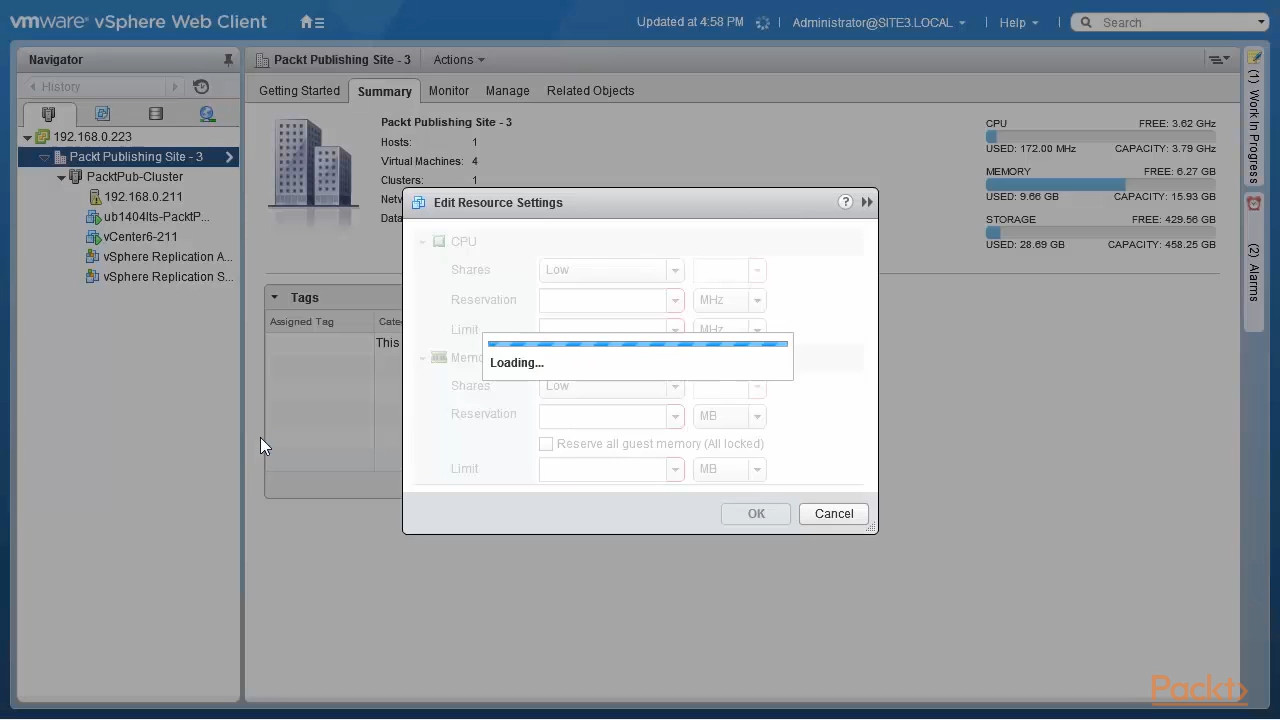 vmware® vSphere Web Client
Updated at 4:58 PM
Administrator@SITE3.LOCAL
Help
Search
Navigator
History
192.168.0.223
Packt Publishing Site - 3
PacktPub-Cluster
192.168.0.211
ub1404lts-PacktP...
vCenter6-211
vSphere Replication A...
vSphere Replication S...
Packt Publishing Site - 3
Actions
Getting Started
Summary
Monitor
Manage
Related Objects
Packt Publishing Site - 3
Hosts: 1
Virtual Machines: 4
Clusters: 1
Netw
Data
CPU FREE: 3.62 GHz
USED: 172.00 MHz CAPACITY: 3.79 GHz
MEMORY FREE: 6.27 GB
USED: 9.66 GB CAPACITY: 15.93 GB
STORAGE FREE: 429.56 GB
USED: 28.69 GB CAPACITY: 458.25 GB
Tags
Assigned Tag Categ
This
Edit Resource Settings
?
CPU
Shares Low
Reservation MHz
Limit MHz
Loading...
Memo
Shares Low
Reservation MB
Reserve all guest memory (All locked)
Limit MB
OK
Cancel
(1) Work In Progress
(2) Alarms
Packt